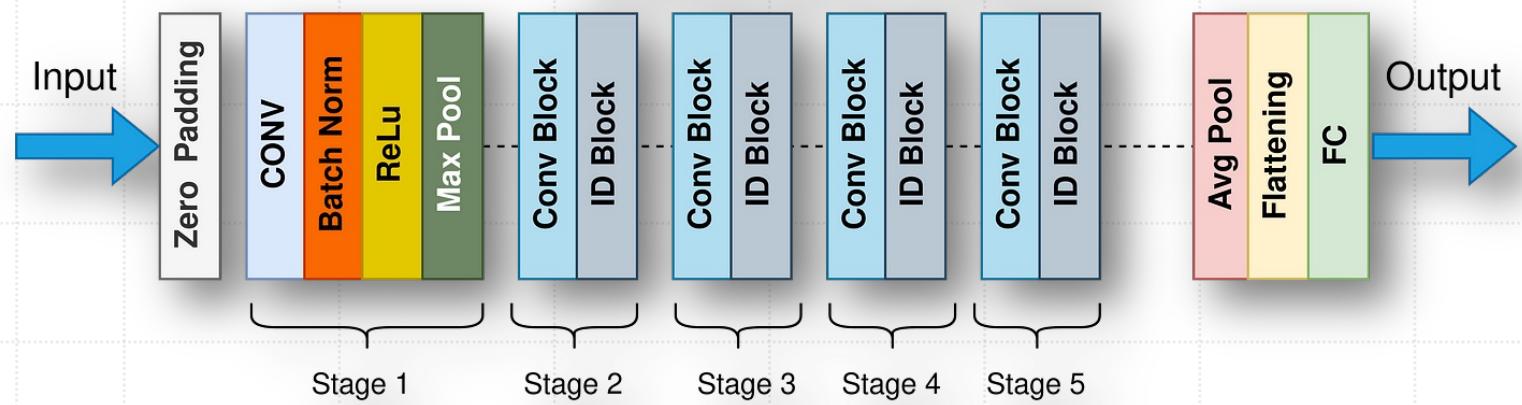 Input
Zero Padding
CONV
Batch Norm
ReLu
Max Pool
Conv Block
ID Block
Conv Block
ID Block
Conv Block
ID Block
Conv Block
ID Block
Avg Pool
Flattening
FC
Output
Stage 1
Stage 2
Stage 3
Stage 4
Stage 5